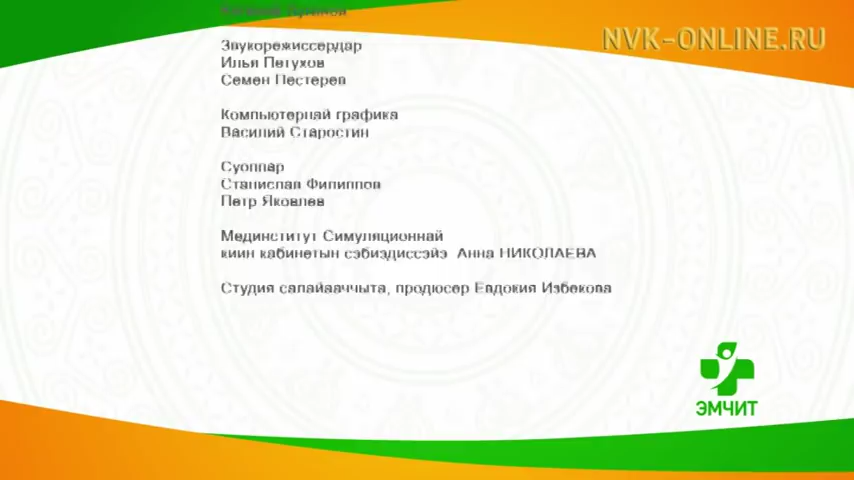 NVK-ONLINE.RU
Звукорежиссердар
Илья Петухов
Семен Пестерев
Компьютернай графика
Василий Старостин
Суоппар
Станислав Филиппов
Петр Яковлев
Мединститут Симуляционнай
киин кабинетын сэбиэдиссэйэ Анна НИКОЛАЕВА
Студия салайааччыта, продюсер Евдокия Избекова
ЭМЧИТ